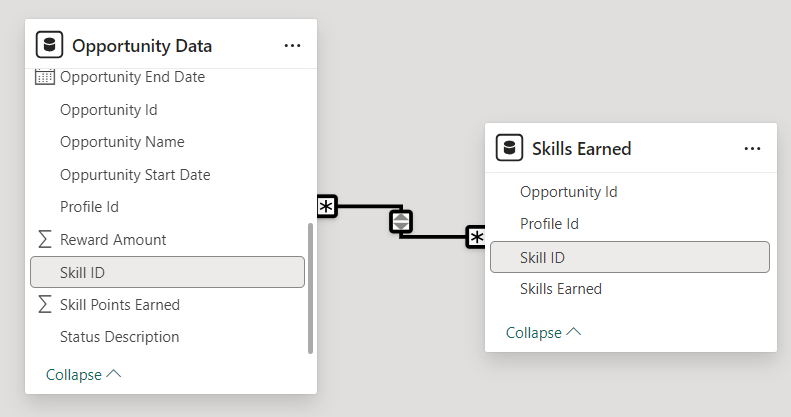 Opportunity Data
Opportunity End Date
Opportunity Id
Opportunity Name
Oppurtunity Start Date
Profile Id
Reward Amount
Skill ID
Skill Points Earned
Status Description
Collapse
Skills Earned
Opportunity Id
Profile Id
Skill ID
Skills Earned
Collapse